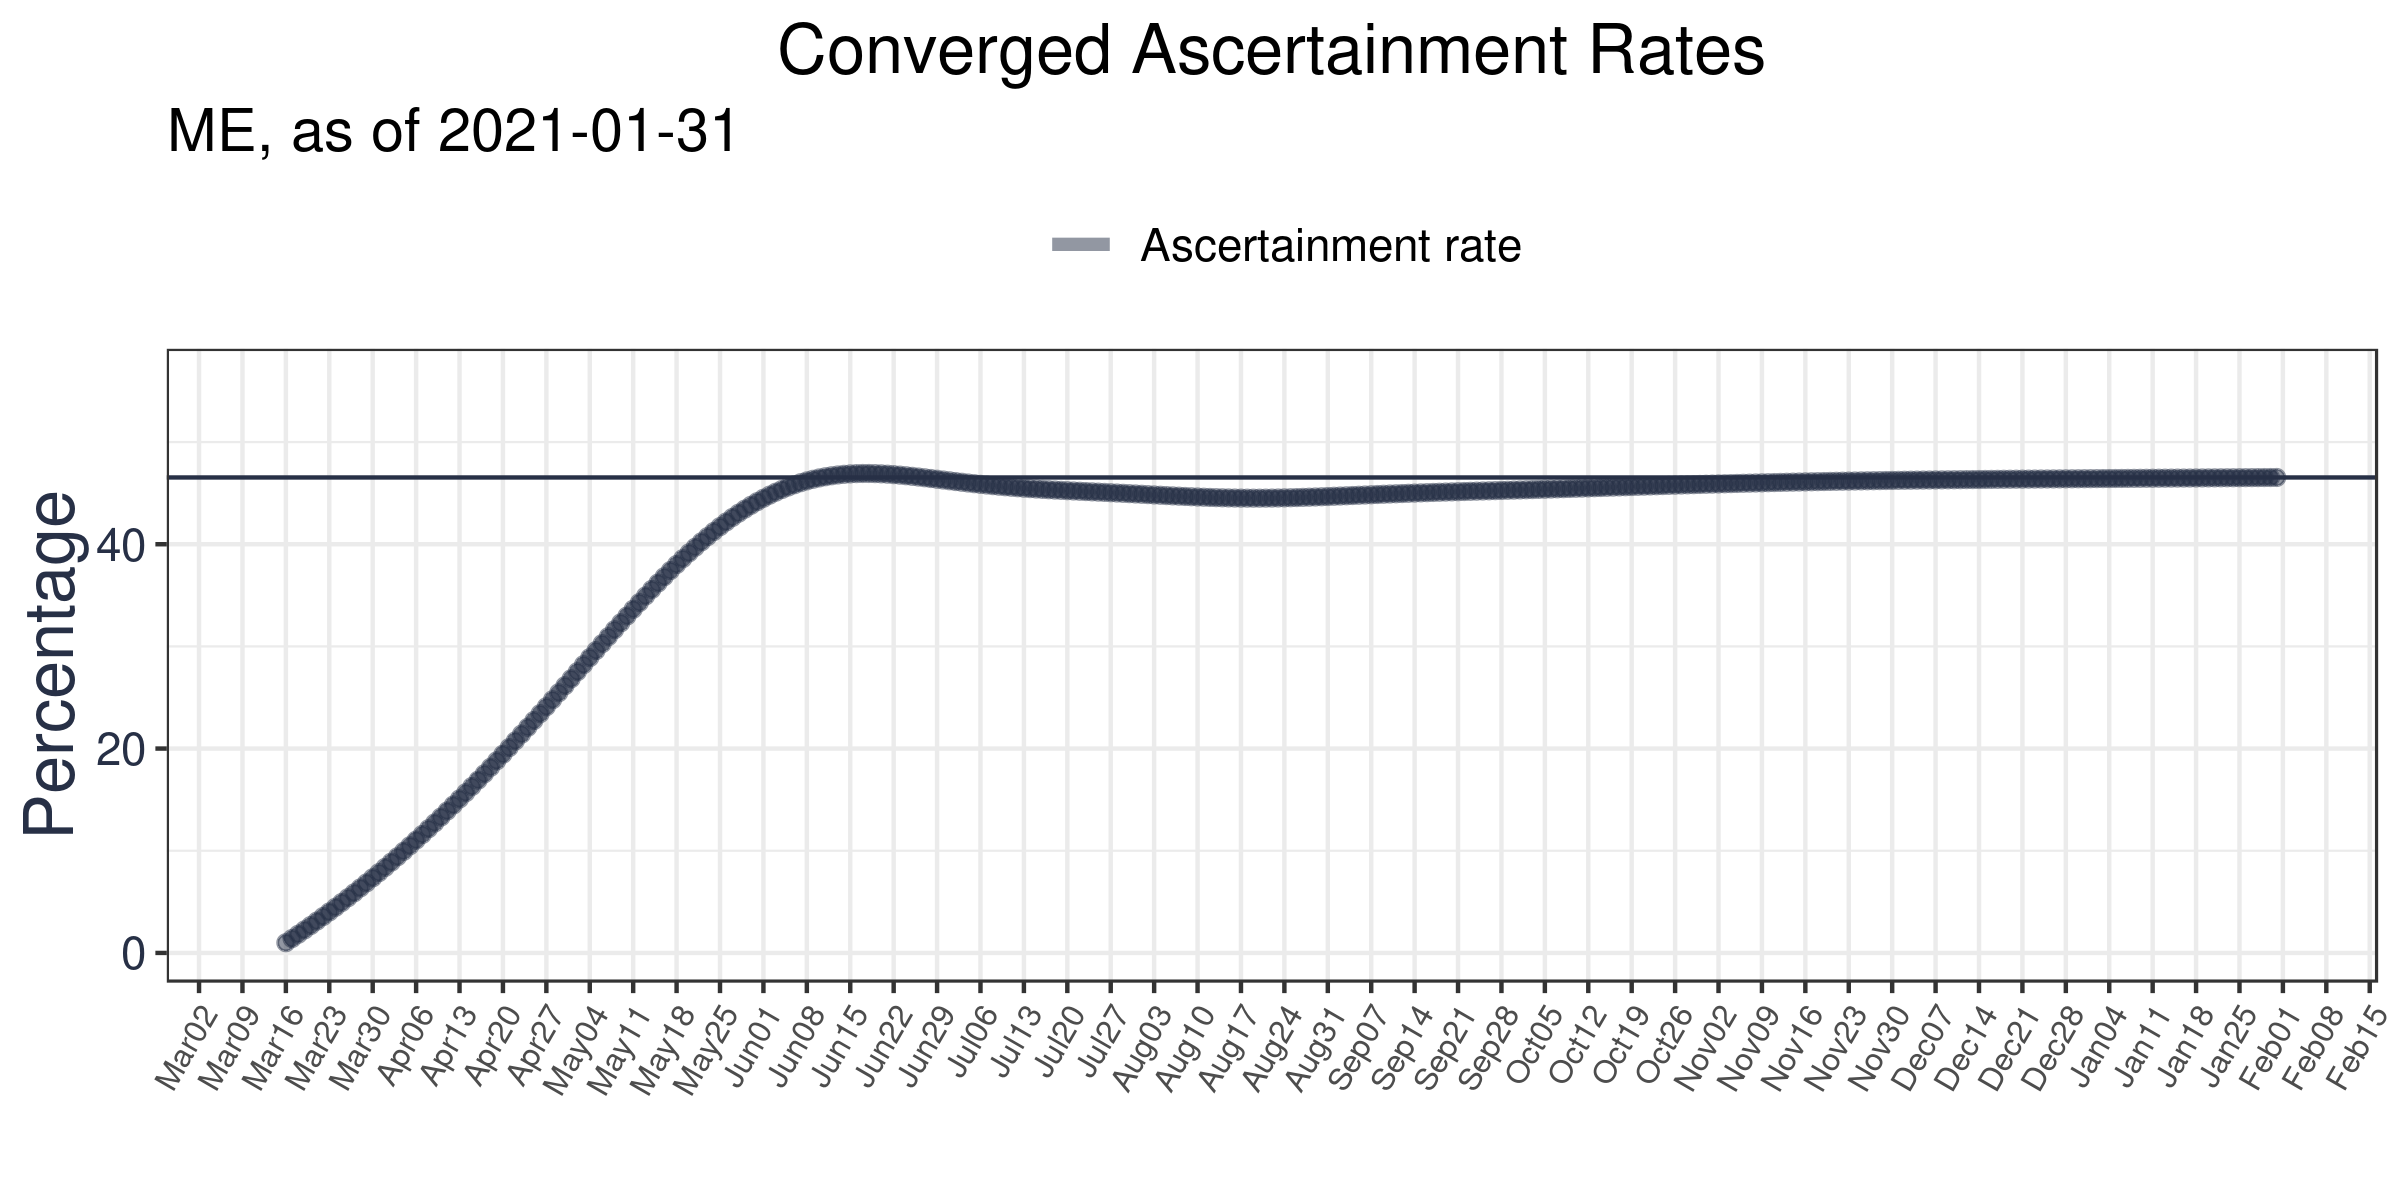 Converged Ascertainment Rates
ME, as of 2021-01-31
Ascertainment rate
Percentage
40
20
0
Mar02 Mar09 Mar16 Mar23 Mar30 Apr06 Apr13 Apr20 Apr27 May04 May11 May18 May25 Jun01 Jun08 Jun15 Jun22 Jun29 Jul06 Jul13 Jul20 Jul27 Aug03 Aug10 Aug17 Aug24 Aug31 Sep07 Sep14 Sep21 Sep28 Oct05 Oct12 Oct19 Oct26 Nov02 Nov09 Nov16 Nov23 Nov30 Dec07 Dec14 Dec21 Dec28 Jan04 Jan11 Jan18 Jan25 Feb01 Feb08 Feb15